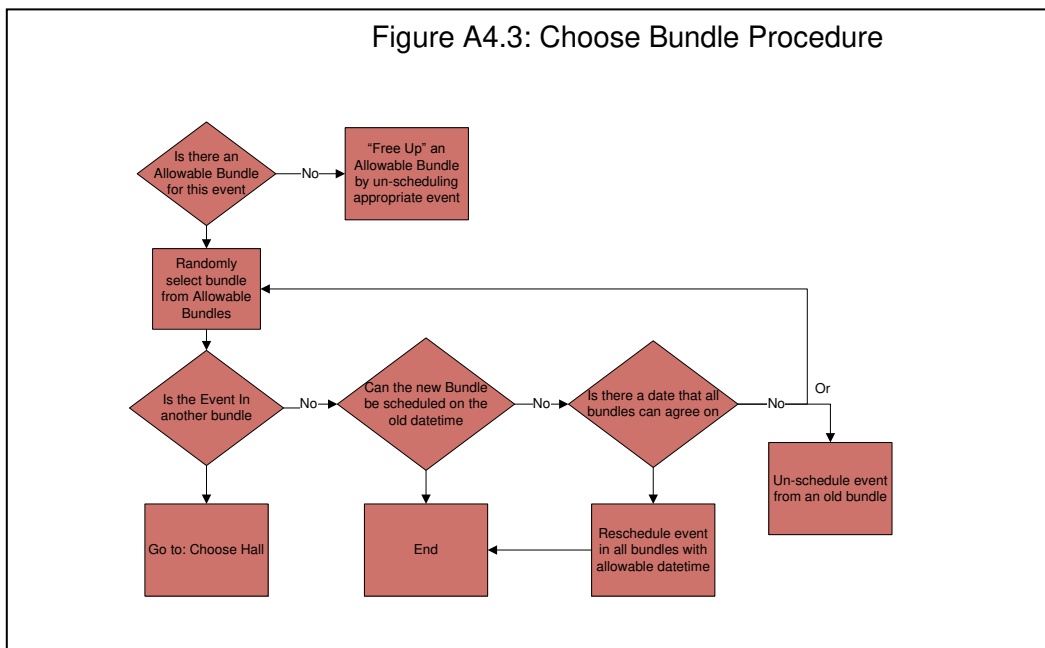 Figure A4.3: Choose Bundle Procedure
Is there an
Allowable Bundle
for this event
No
“Free Up” an
Allowable Bundle
by un-scheduling
appropriate event
Randomly
select bundle
from Allowable
Bundles
Is the Event In
another bundle
No
Can the new Bundle
be scheduled on the
old datetime
No
Is there a date that all
bundles can agree on
No
Or
Un-schedule event
from an old bundle
Go to: Choose Hall
End
Reschedule event
in all bundles with
allowable datetime